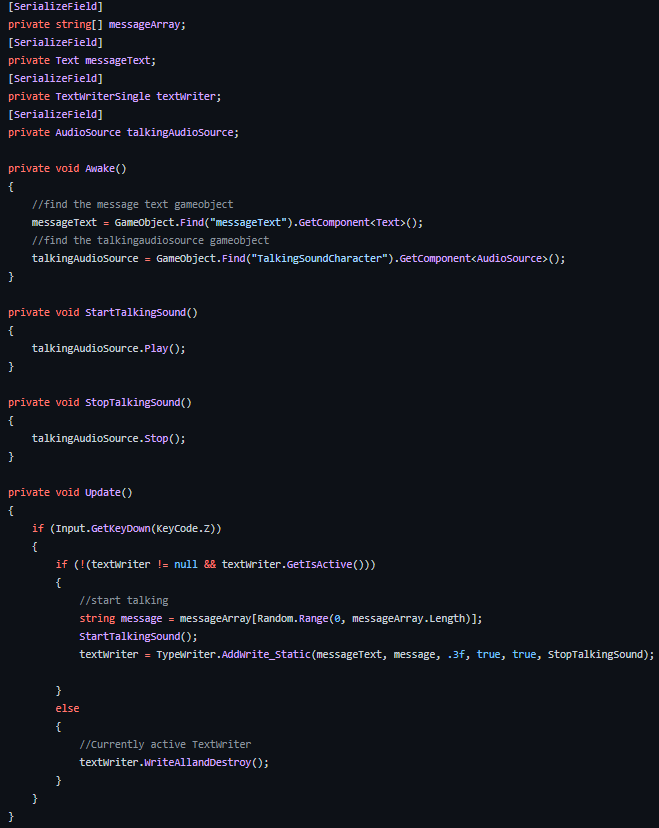 [SerializeField]
private string[] messageArray;
[SerializeField]
private Text messageText;
[SerializeField]
private TextWriterSingle textWriter;
[SerializeField]
private AudioSource talkingAudioSource;
private void Awake()
{
//find the message text gameobject
messageText = GameObject.Find("messageText").GetComponent<Text>();
//find the talkingaudiosource gameobject
talkingAudioSource = GameObject.Find("TalkingSoundCharacter").GetComponent<AudioSource>();
}
private void StartTalkingSound()
{
talkingAudioSource.Play();
}
private void StopTalkingSound()
{
talkingAudioSource.Stop();
}
private void Update()
{
if (Input.GetKeyDown(KeyCode.Z))
{
if (!(textWriter != null && textWriter.GetIsActive()))
{
//start talking
string message = messageArray[Random.Range(0, messageArray.Length)];
StartTalkingSound();
textWriter = TypeWriter.AddWrite_Static(messageText, message, .3f, true, true, StopTalkingSound);
}
else
{
//Currently active TextWriter
textWriter.WriteAllandDestroy();
}
}
}